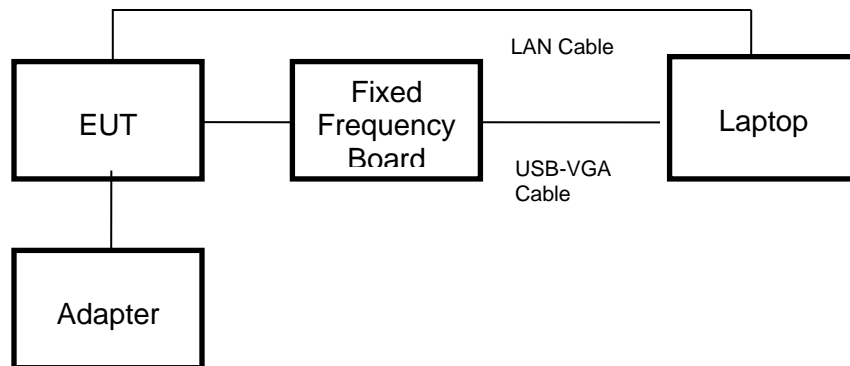 LAN Cable
EUT
Fixed
Frequency
Board
Laptop
USB-VGA
Cable
Adapter